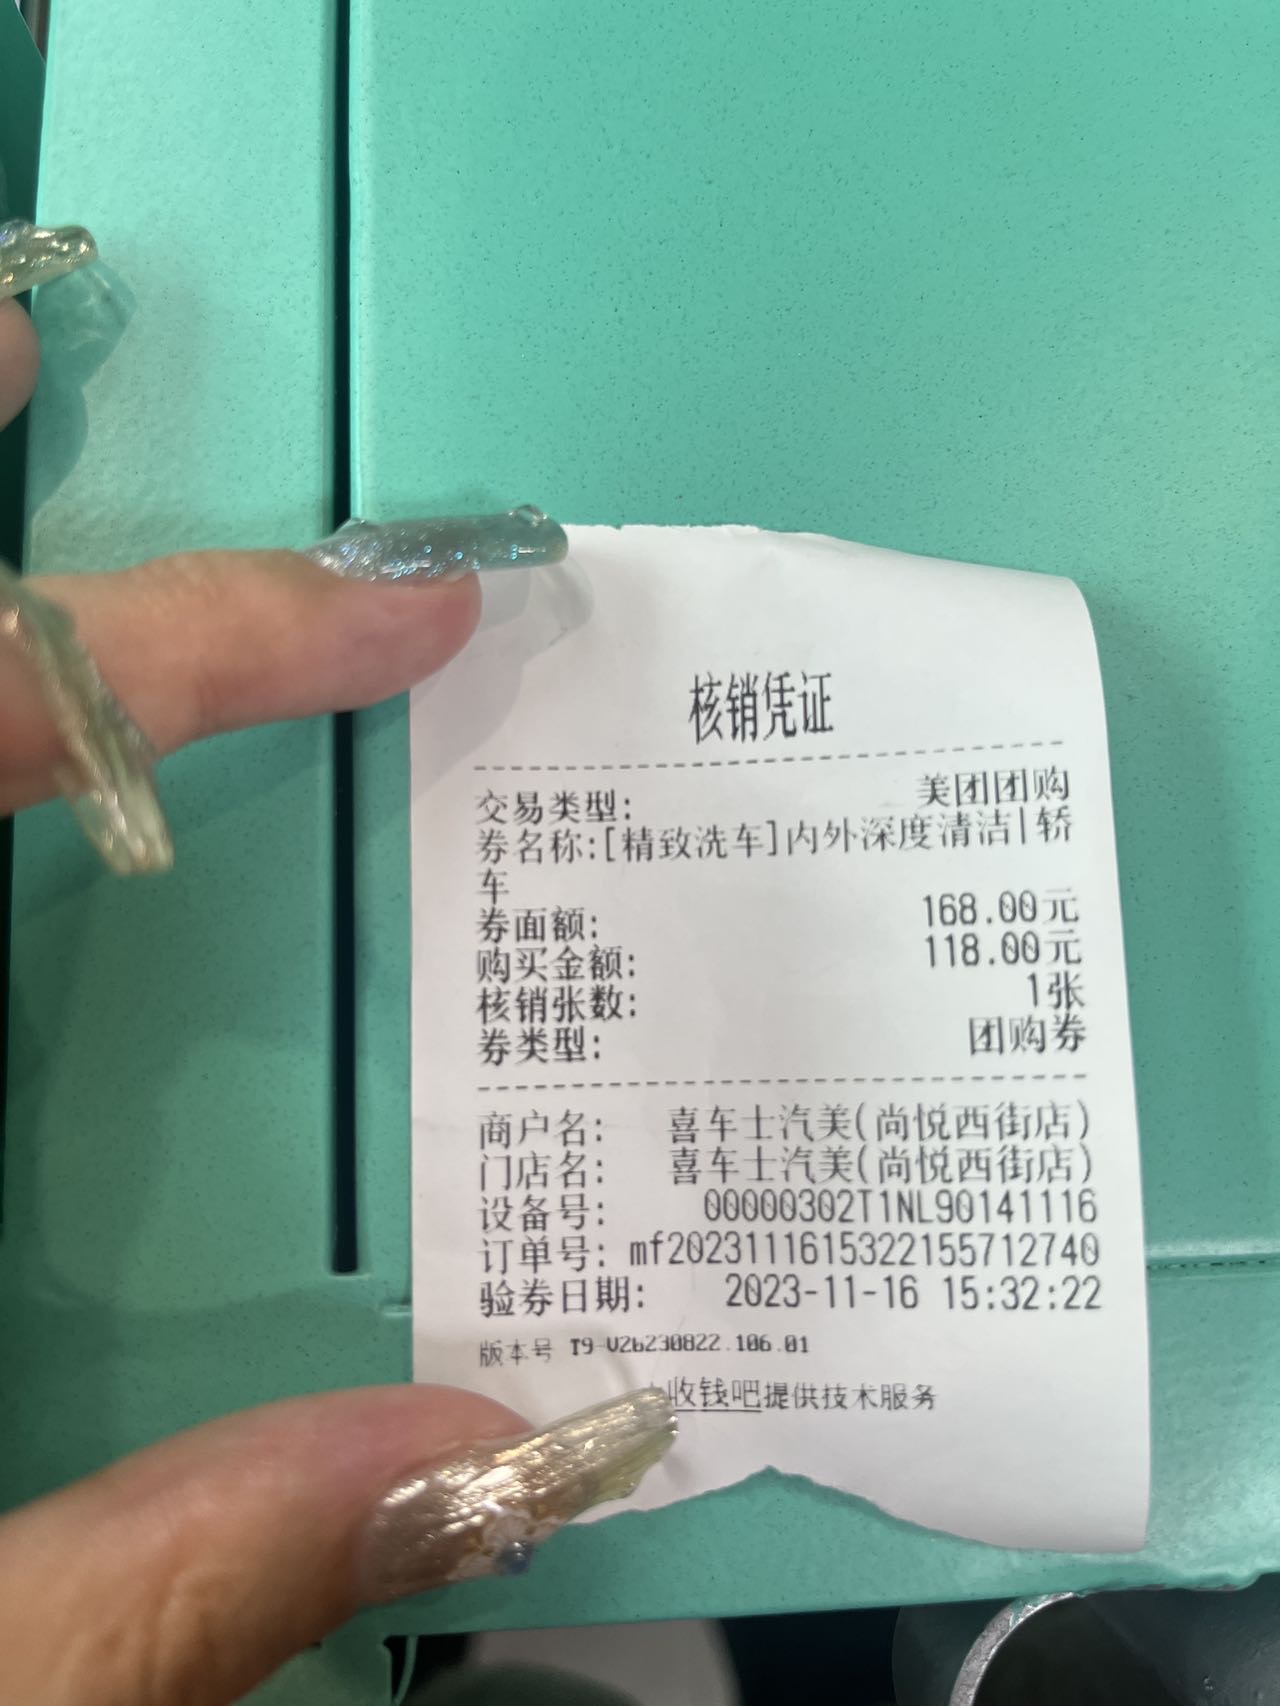 核销凭证
交易类型: 美团团购
券名称:[精致洗车]内外深度清洁|轿
车
券面额: 168.00元
购买金额: 118.00元
核销张数: 1张
券类型: 团购券
商户名: 喜车士汽美(尚悦西街店)
门店名: 喜车士汽美(尚悦西街店)
设备号: 00000302T1NL90141116
订单号: mf2023111615322155712740
验券日期: 2023-11-16 15:32:22
版本号 T9-V2b230822.106.01
收钱吧提供技术服务